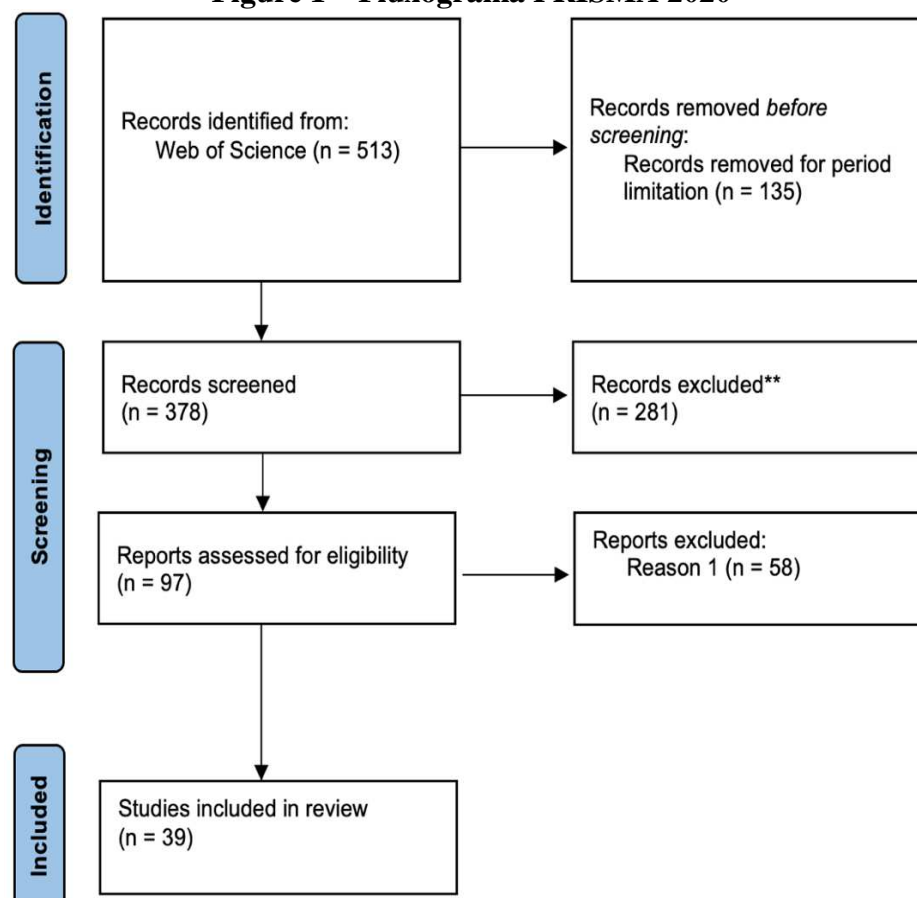 Identification
Records identified from:
Web of Science (n = 513)
Records removed before
screening:
Records removed for period
limitation (n = 135)
Screening
Records screened
(n = 378)
Records excluded**
(n = 281)
Reports assessed for eligibility
(n = 97)
Reports excluded:
Reason 1 (n = 58)
Included
Studies included in review
(n = 39)